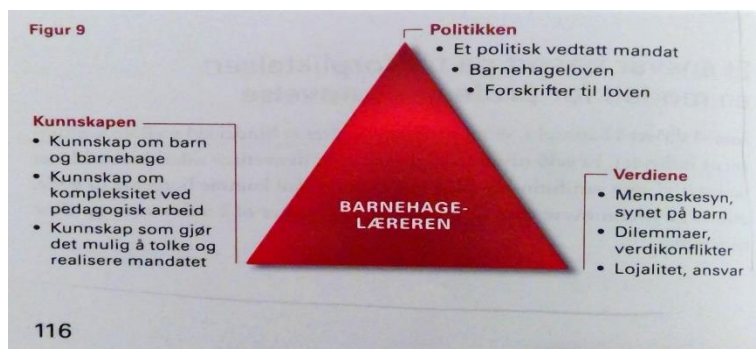 Figur 9
Politikken
• Et politisk vedtatt mandat
• Barnehageloven
• Forskrifter til loven
Kunnskapen
• Kunnskap om barn
og barnehage
• Kunnskap om
kompleksitet ved
pedagogisk arbeid
• Kunnskap som gjør
det mulig å tolke og
realisere mandatet
BARNEHAGE-
LÆREREN
Verdiene
• Menneskesyn,
synet på barn
• Dilemmaer,
verdikonflikter
• Lojalitet, ansvar
116